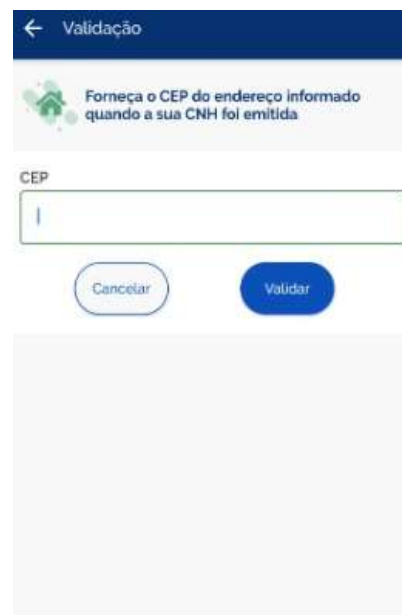 Validação
Forneça o CEP do endereço informado
quando a sua CNH foi emitida
CEP
Cancelar
Validar